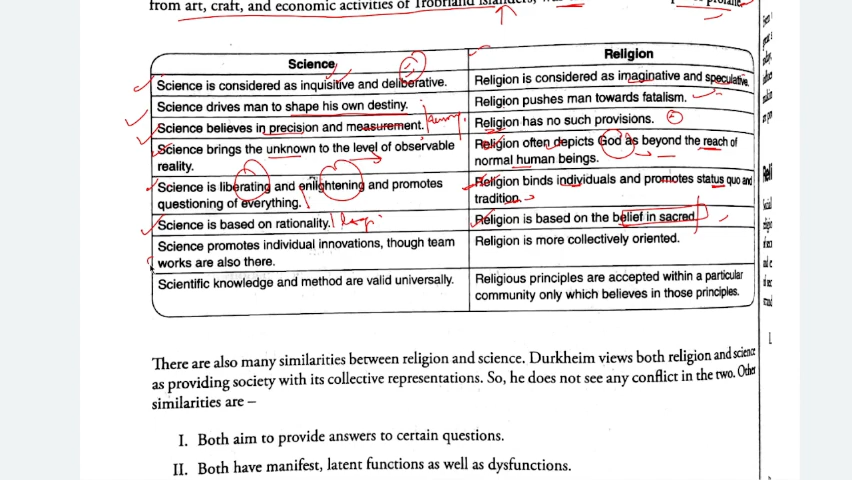 from art, craft, and economic activities of Trobriand Islanders,
Science
Religion
Science is considered as inquisitive and deliberative.
Religion is considered as imaginative and speculative.
Science drives man to shape his own destiny.
Religion pushes man towards fatalism.
Science believes in precision and measurement.
Religion has no such provisions.
Science brings the unknown to the level of observable
reality.
Religion often depicts God as beyond the reach of
normal human beings.
Science is liberating and enlightening and promotes
questioning of everything.
Religion binds individuals and promotes status quo and
tradition.
Science is based on rationality.
Religion is based on the belief in sacred
Science promotes individual innovations, though team
works are also there.
Religion is more collectively oriented.
Scientific knowledge and method are valid universally.
Religious principles are accepted within a particular
community only which believes in those principles.
There are also many similarities between religion and science. Durkheim views both religion and science
as providing society with its collective representations. So, he does not see any conflict in the two. Other
similarities are –
I. Both aim to provide answers to certain questions.
II. Both have manifest, latent functions as well as dysfunctions.